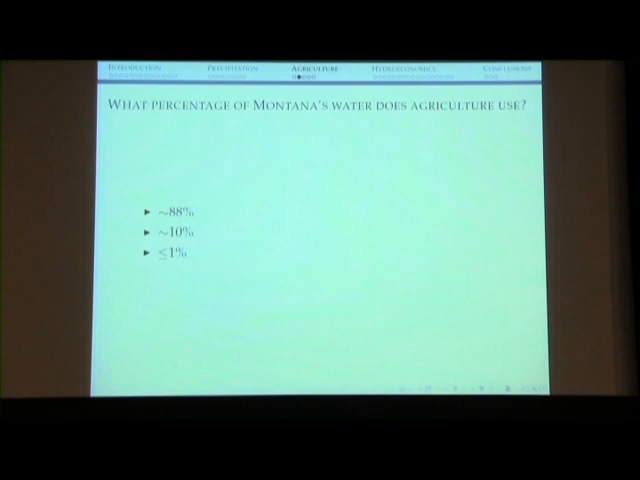 INTRODUCTION PRECIPITATION AGRICULTURE HYDROECONOMICS CONCLUSIONS
WHAT PERCENTAGE OF MONTANA'S WATER DOES AGRICULTURE USE?
► ~88%
► ~10%
► ≤1%